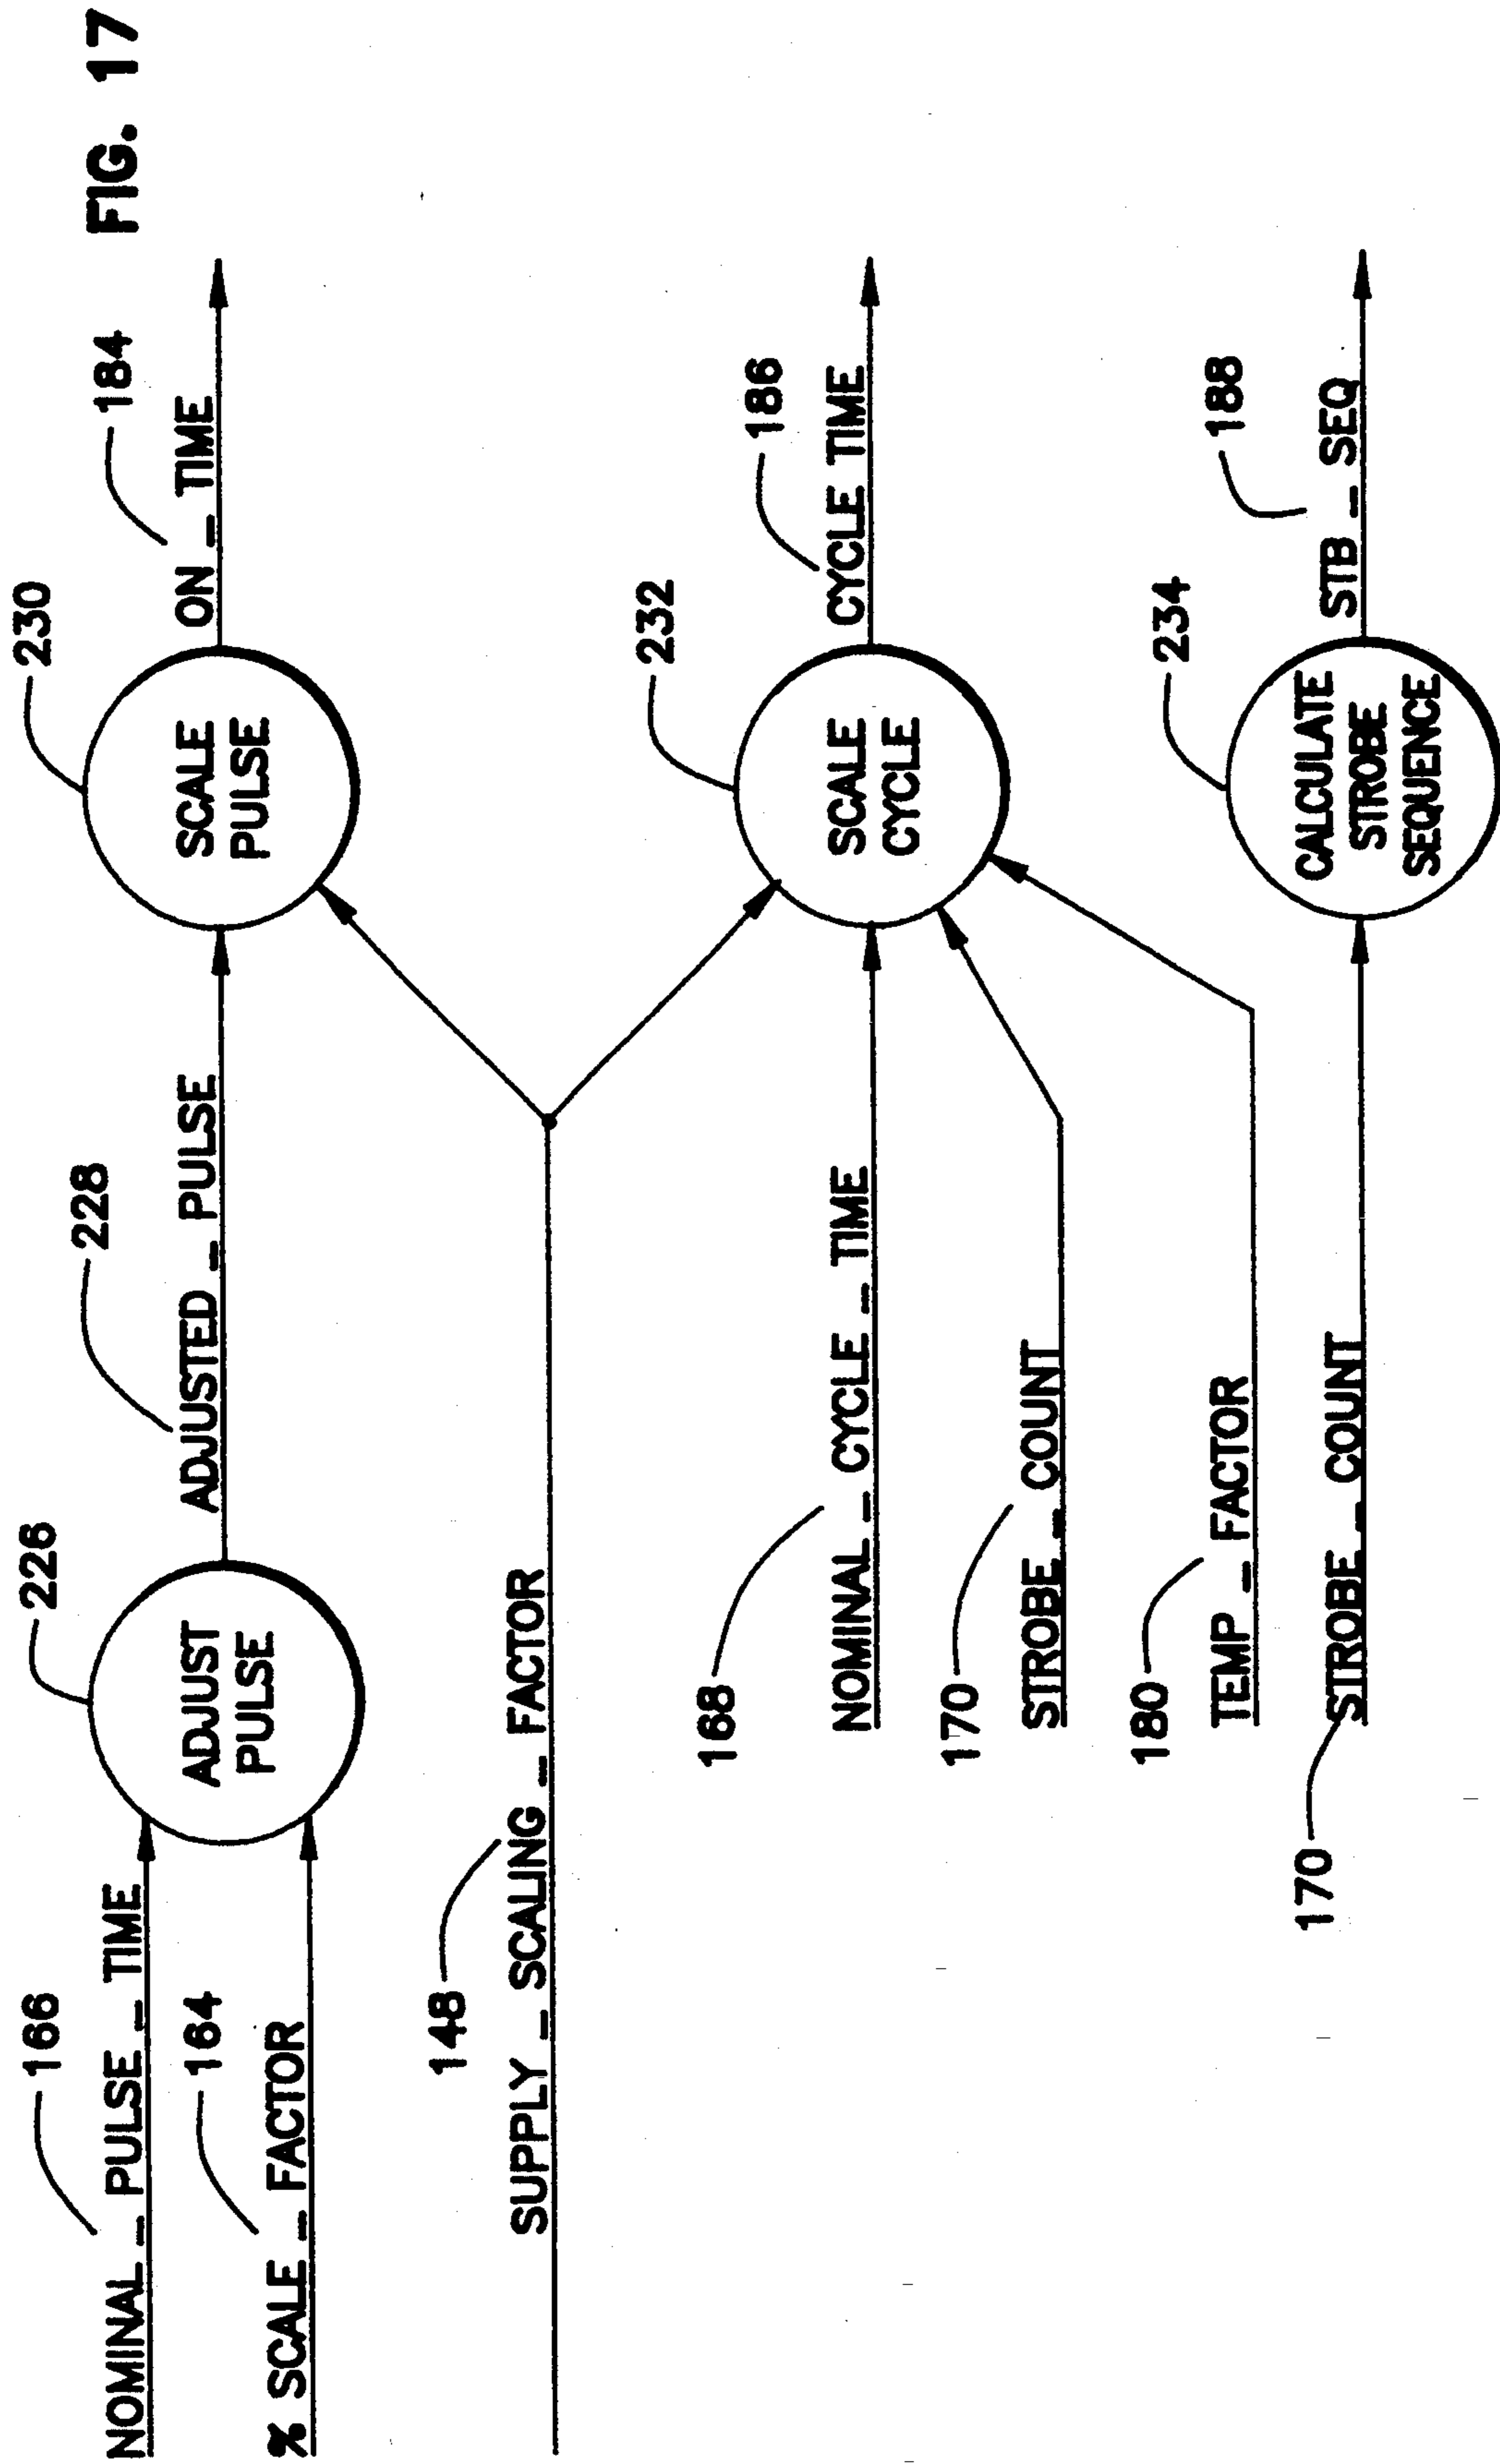 FIG. 17
166
NOMINAL _ PULSE _ TIME
164
% SCALE _ FACTOR
226
ADJUST
PULSE
228
ADJUSTED _ PULSE
230
SCALE
PULSE
184
ON _ TIME
148
SUPPLY _ SCALING _ FACTOR
168
NOMINAL _ CYCLE _ TIME
170
STROBE _ COUNT
180
TEMP _ FACTOR
232
SCALE
CYCLE
186
CYCLE TIME
170
STROBE _ COUNT
234
CALCULATE
STROBE
SEQUENCE
188
STB _ SEQ